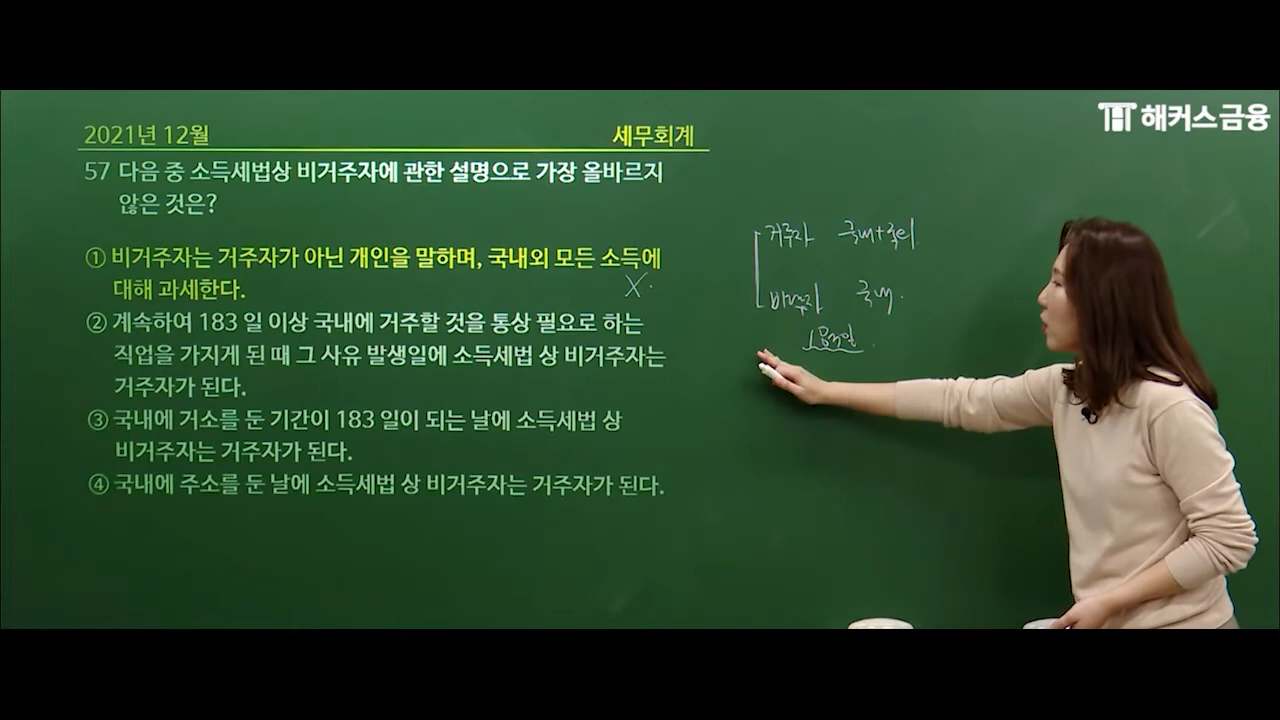 해커스금융
2021년 12월 세무회계
57 다음 중 소득세법상 비거주자에 관한 설명으로 가장 올바르지
않은 것은?
① 비거주자는 거주자가 아닌 개인을 말하며, 국내외 모든 소득에
대해 과세한다.
X
② 계속하여 183 일 이상 국내에 거주할 것을 통상 필요로 하는
직업을 가지게 된 때 그 사유 발생일에 소득세법 상 비거주자는
거주자가 된다.
③ 국내에 거소를 둔 기간이 183 일이 되는 날에 소득세법 상
비거주자는 거주자가 된다.
④ 국내에 주소를 둔 날에 소득세법 상 비거주자는 거주자가 된다.
거주자 국내+국외
비거주자 국내.